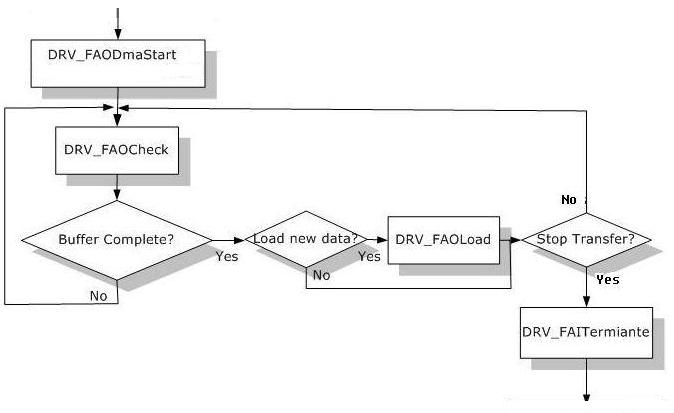 DRV_FAODmaStart
DRV_FAOCheck
No
Buffer Complete?
Load new data?
DRV_FAOLoad
Stop Transfer?
Yes
Yes
No
Yes
No
DRV_FAITermiante